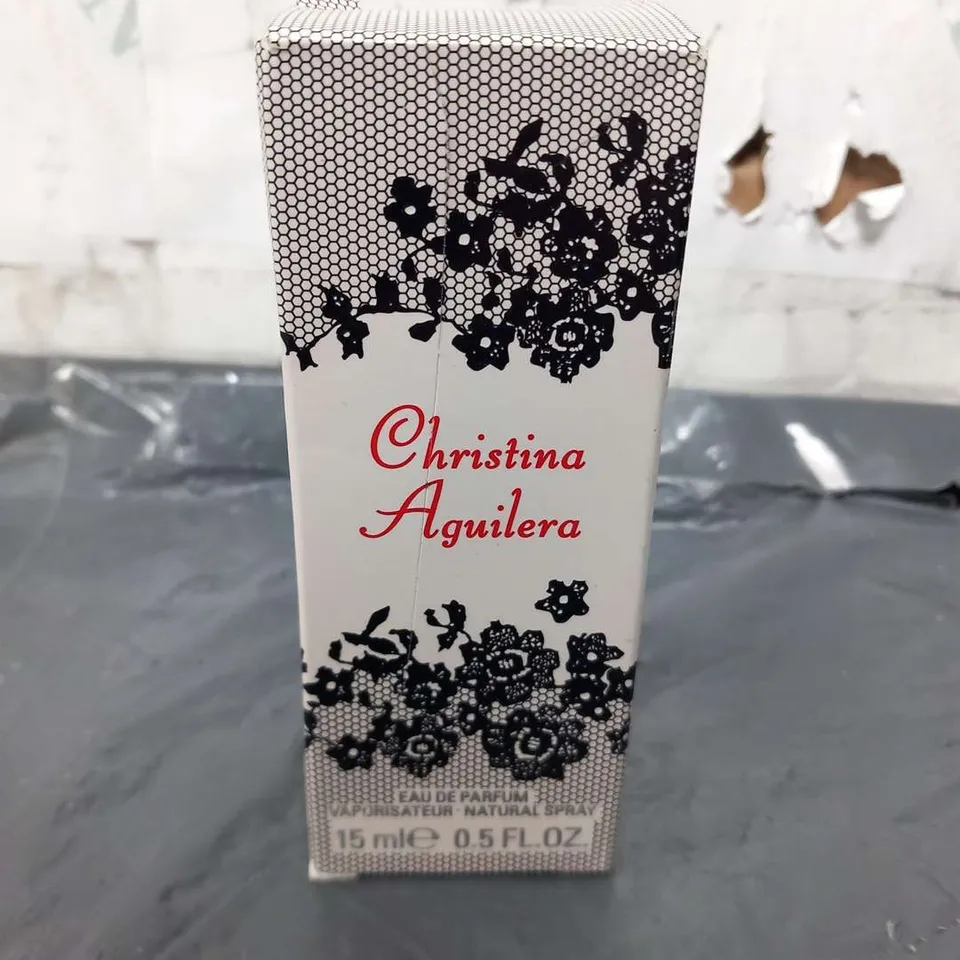 Christina
Aguilera
EAU DE PARFUM
VAPORISATEUR · NATURAL SPRAY
15 ml℮ 0.5 FL.OZ.